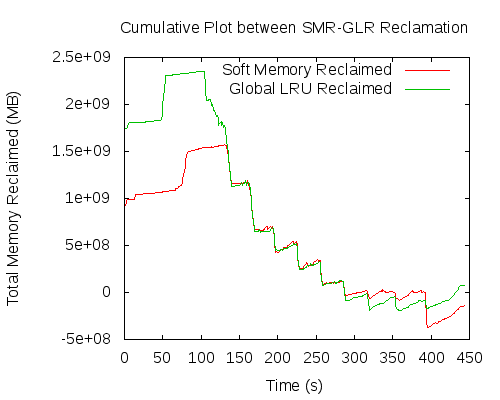 Cumulative Plot between SMR-GLR Reclamation
Total Memory Reclaimed (MB)
2.5e+09
2e+09
1.5e+09
1e+09
5e+08
0
-5e+08
Soft Memory Reclaimed
Global LRU Reclaimed
0 50 100 150 200 250 300 350 400 450
Time (s)